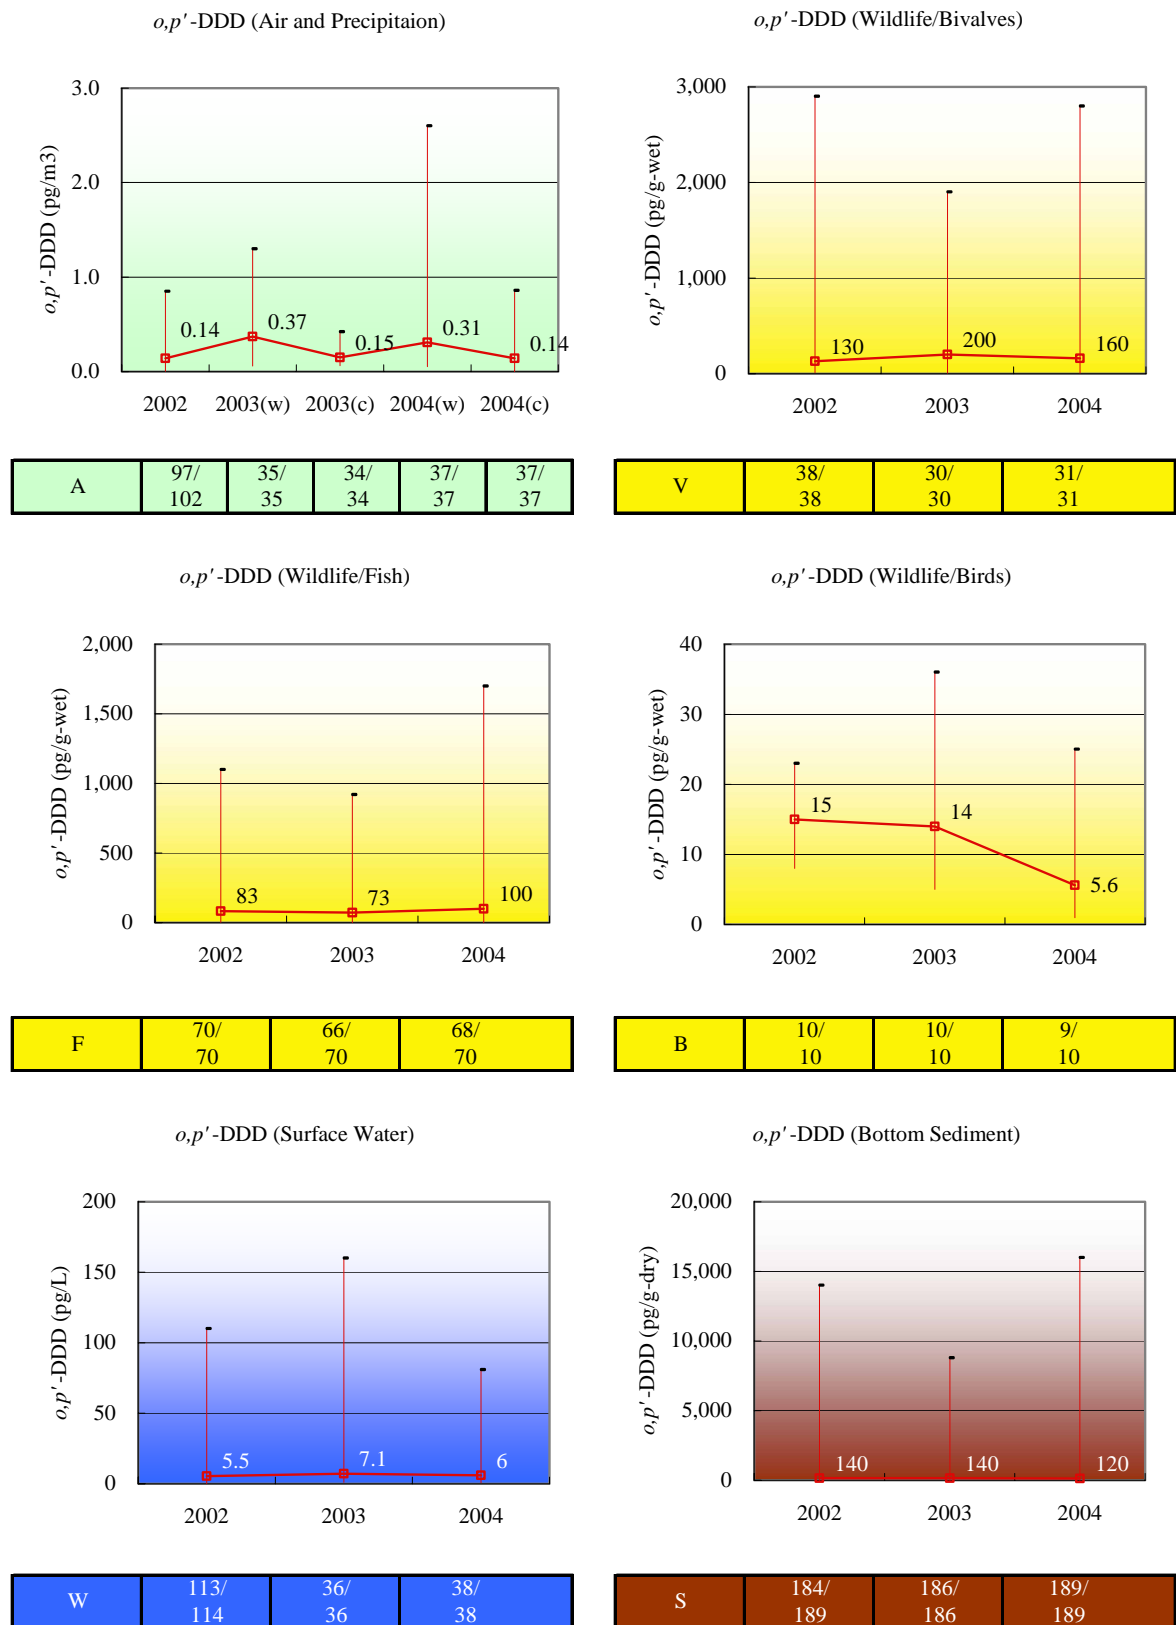 o,p'-DDD (Air and Precipitaion)
o,p'-DDD (pg/m3)
3.0
2.0
1.0
0.0
0.14
0.37
0.15
0.31
0.14
2002 2003(w) 2003(c) 2004(w) 2004(c)
A 97/ 35/ 34/ 37/ 37/
102 35 34 37 37
o,p'-DDD (Wildlife/Bivalves)
o,p'-DDD (pg/g-wet)
3,000
2,000
1,000
0
130
200
160
2002 2003 2004
V 38/ 30/ 31/
38 30 31
o,p'-DDD (Wildlife/Fish)
o,p'-DDD (pg/g-wet)
2,000
1,500
1,000
500
0
83
73
100
2002 2003 2004
F 70/ 66/ 68/
70 70 70
o,p'-DDD (Wildlife/Birds)
o,p'-DDD (pg/g-wet)
40
30
20
10
0
15
14
5.6
2002 2003 2004
B 10/ 10/ 9/
10 10 10
o,p'-DDD (Surface Water)
o,p'-DDD (pg/L)
200
150
100
50
0
5.5
7.1
6
2002 2003 2004
W 113/ 36/ 38/
114 36 38
o,p'-DDD (Bottom Sediment)
o,p'-DDD (pg/g-dry)
20,000
15,000
10,000
5,000
0
140
140
120
2002 2003 2004
S 184/ 186/ 189/
189 186 189